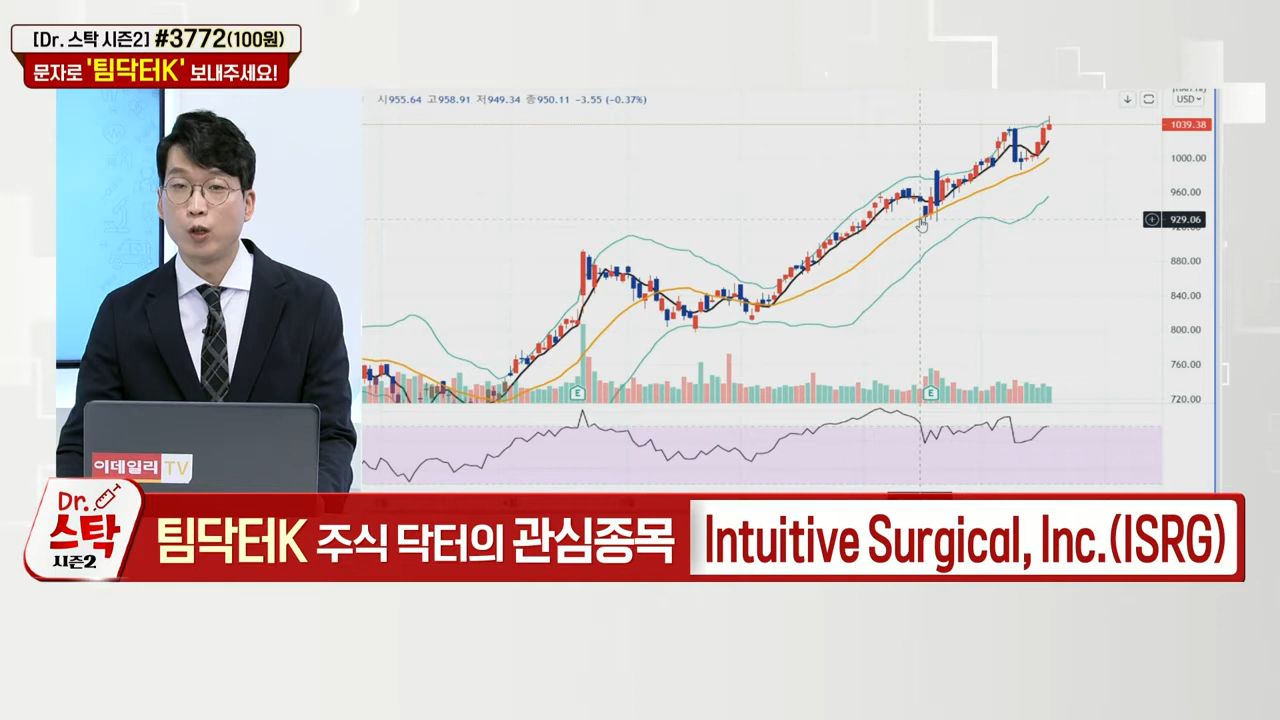 [Dr. 스탁 시즌2] #3772(100원)
문자로 '팀닥터K' 보내주세요!
시955.64 고958.91 저949.34 종950.11 -3.55 (-0.37%)
USD
1039.38
1000.00
960.00
929.06
880.00
840.00
800.00
760.00
720.00
E
E
이데일리 TV
Dr.
스탁
시즌2
팀닥터K 주식 닥터의 관심종목 Intuitive Surgical, Inc.(ISRG)